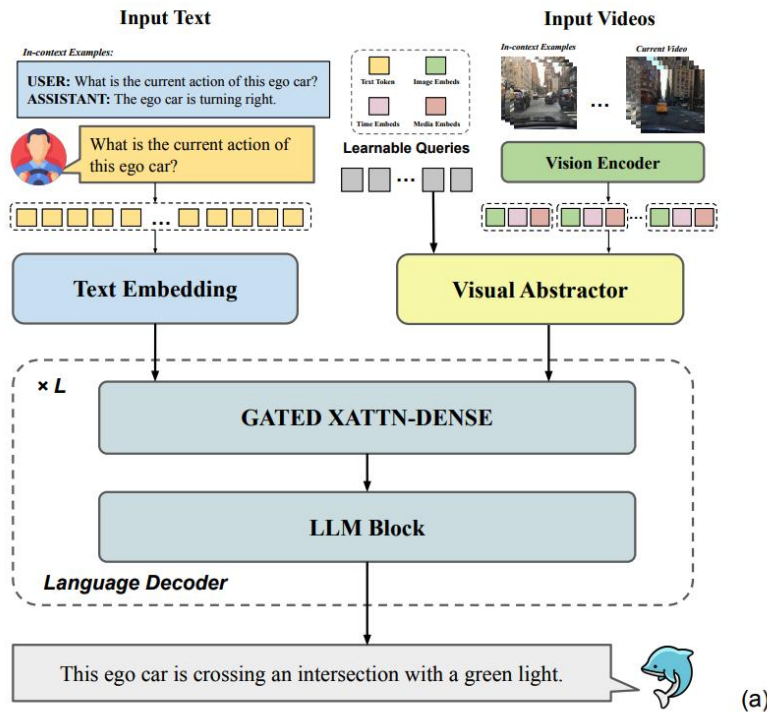 Input Text
Input Videos
In-context Examples:
USER: What is the current action of this ego car?
ASSISTANT: The ego car is turning right.
What is the current action of
this ego car?
...
Text Token
Image Embeds
Time Embeds
Media Embeds
Learnable Queries
...
In-context Examples
Current Video
...
Vision Encoder
...
Text Embedding
Visual Abstractor
× L
GATED XATTN-DENSE
LLM Block
Language Decoder
This ego car is crossing an intersection with a green light.
(a)